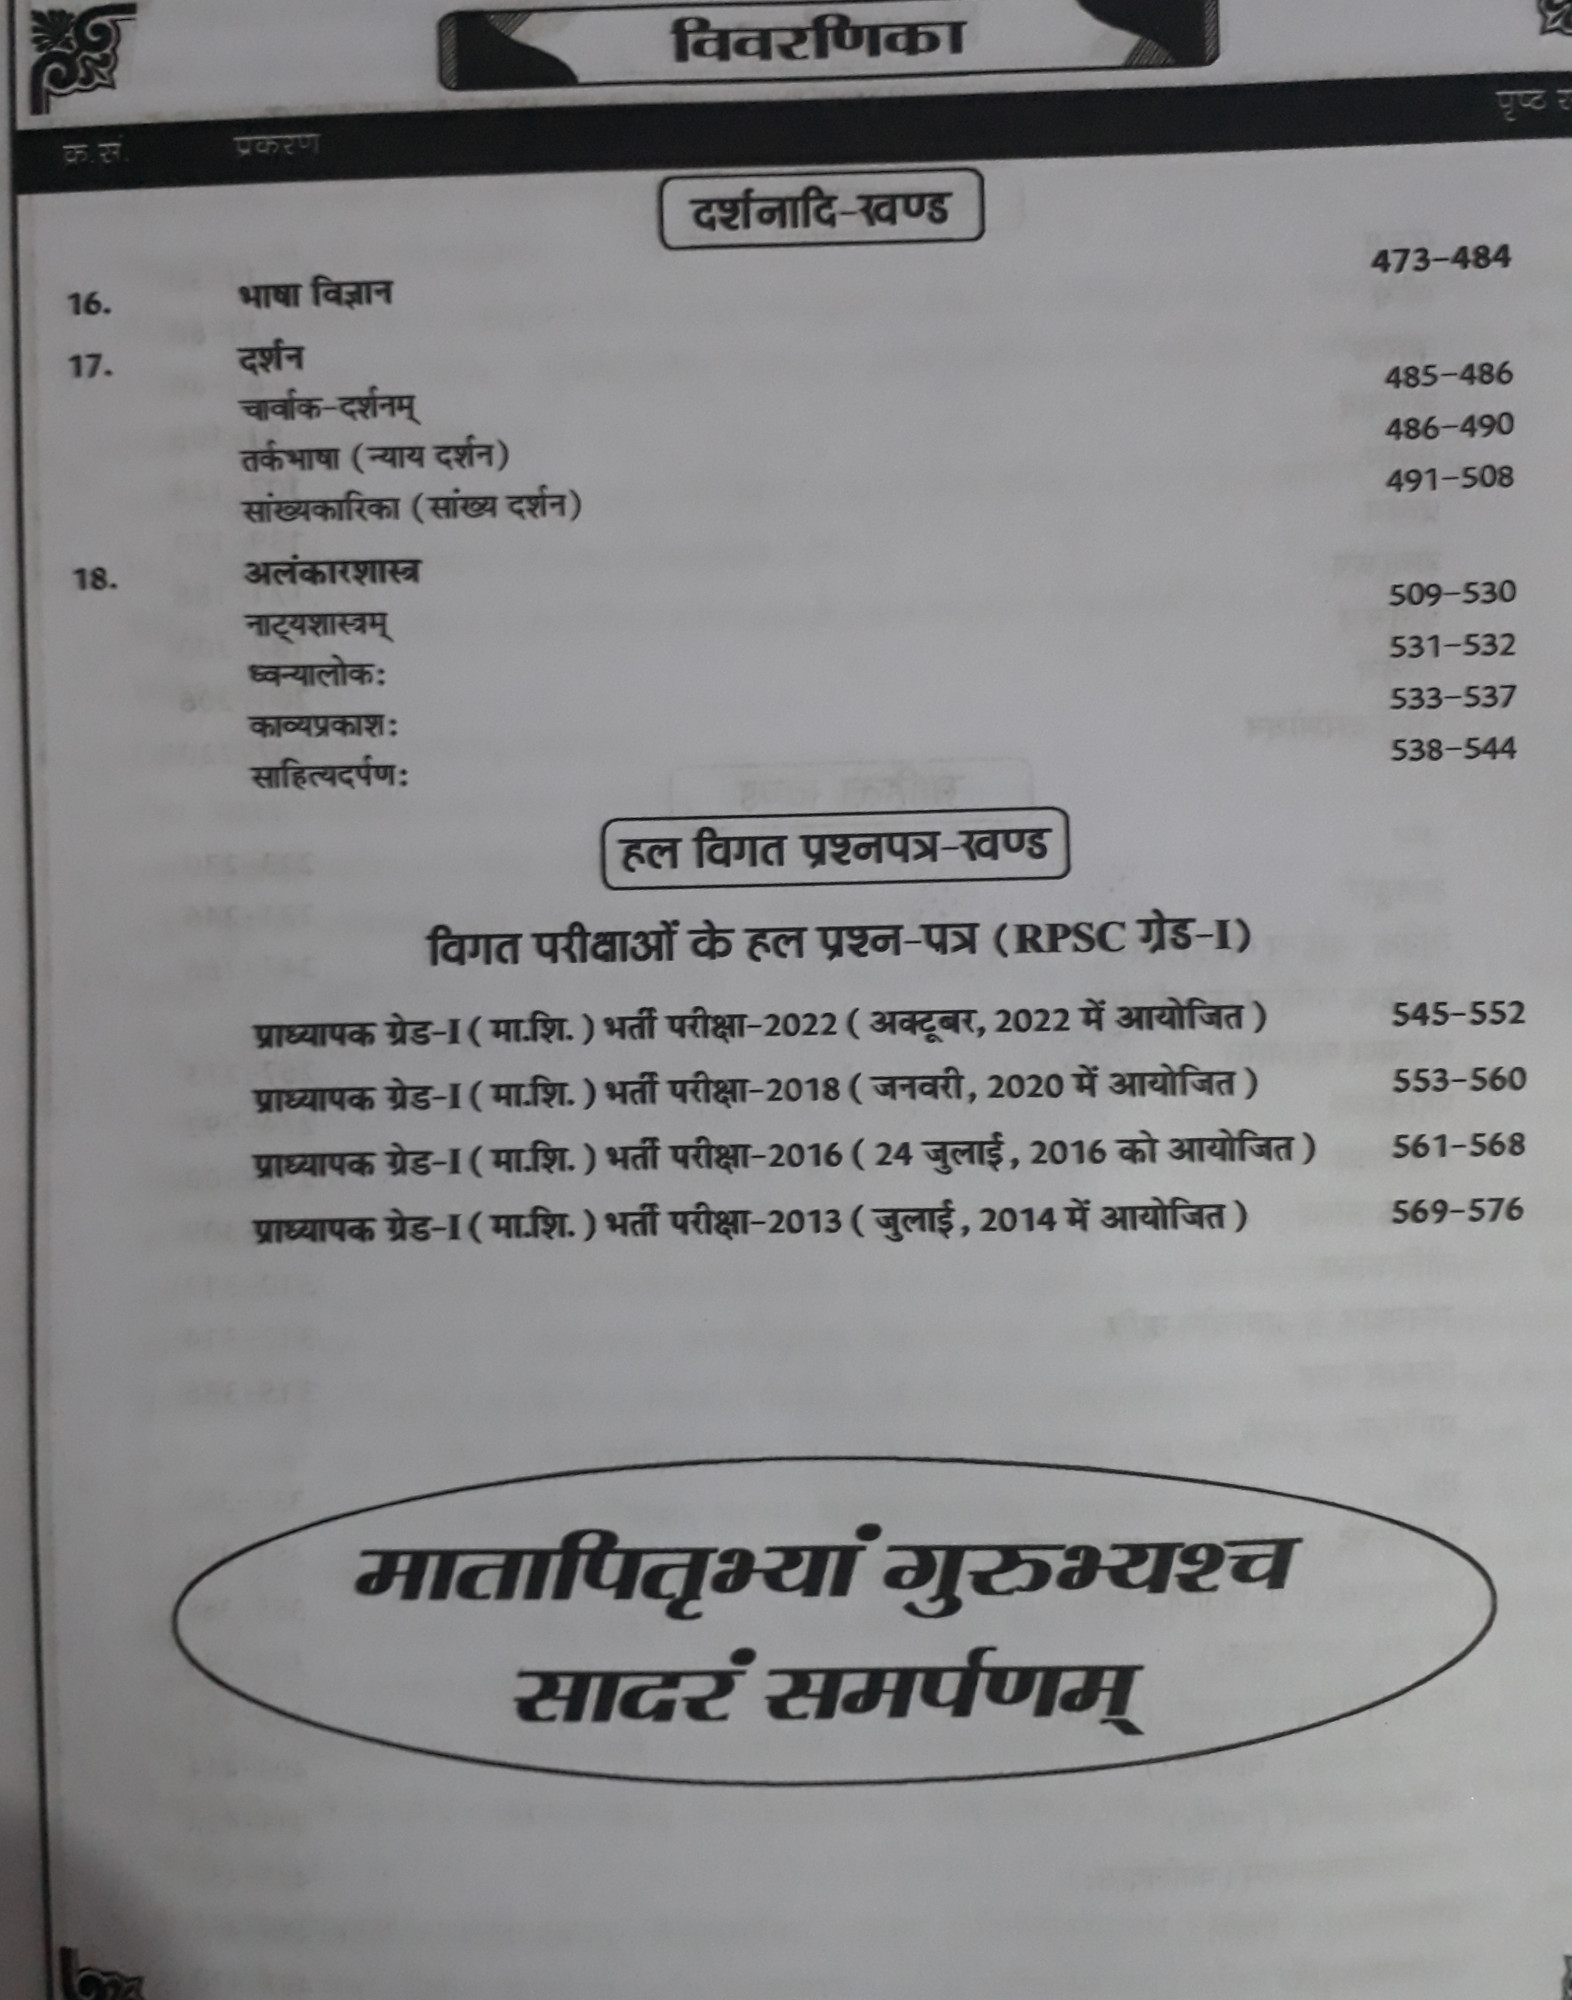 विवरणिका
क्र.सं. प्रकरण पृष्ठ
दर्शनादि-खण्ड
16. भाषा विज्ञान 473-484
17. दर्शन
चार्वाक-दर्शनम् 485-486
तर्कभाषा (न्याय दर्शन) 486-490
सांख्यकारिका (सांख्य दर्शन) 491-508
18. अलंकारशास्त्र
नाट्यशास्त्रम् 509-530
ध्वन्यालोकः 531-532
काव्यप्रकाशः 533-537
साहित्यदर्पणः 538-544
हल विगत प्रश्नपत्र-खण्ड
विगत परीक्षाओं के हल प्रश्न-पत्र (RPSC ग्रेड-I)
प्राध्यापक ग्रेड-I ( मा.शि. ) भर्ती परीक्षा-2022 ( अक्टूबर, 2022 में आयोजित ) 545-552
प्राध्यापक ग्रेड-I ( मा.शि. ) भर्ती परीक्षा-2018 ( जनवरी, 2020 में आयोजित ) 553-560
प्राध्यापक ग्रेड-I ( मा.शि. ) भर्ती परीक्षा-2016 ( 24 जुलाई, 2016 को आयोजित ) 561-568
प्राध्यापक ग्रेड-I ( मा.शि. ) भर्ती परीक्षा-2013 ( जुलाई, 2014 में आयोजित ) 569-576
मातापितृभ्यां गुरुभ्यश्च
सादरं समर्पणम्